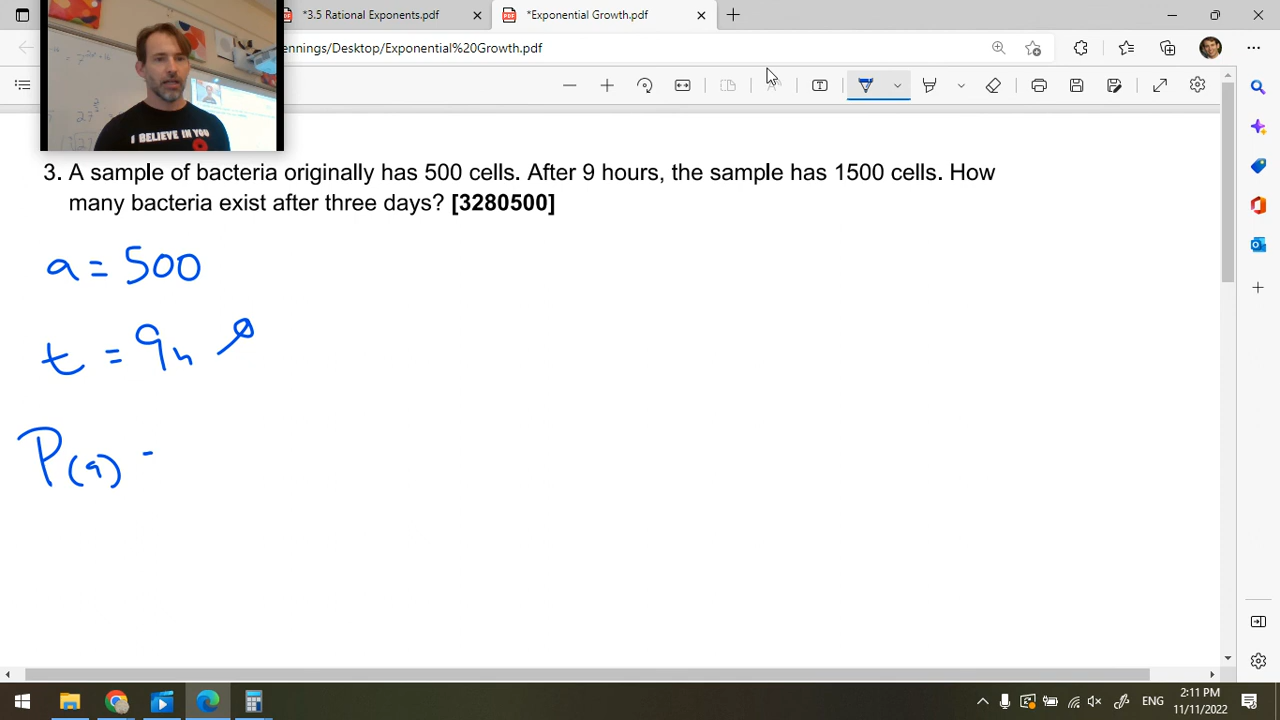 *3.5 Rational Exponents.pdf
*Exponential Growth.pdf
ennings/Desktop/Exponential%20Growth.pdf
I BELIEVE IN YOU
3. A sample of bacteria originally has 500 cells. After 9 hours, the sample has 1500 cells. How
many bacteria exist after three days? [3280500]
a = 500
t = 9h
P(9) -
ENG
2:11 PM
11/11/2022